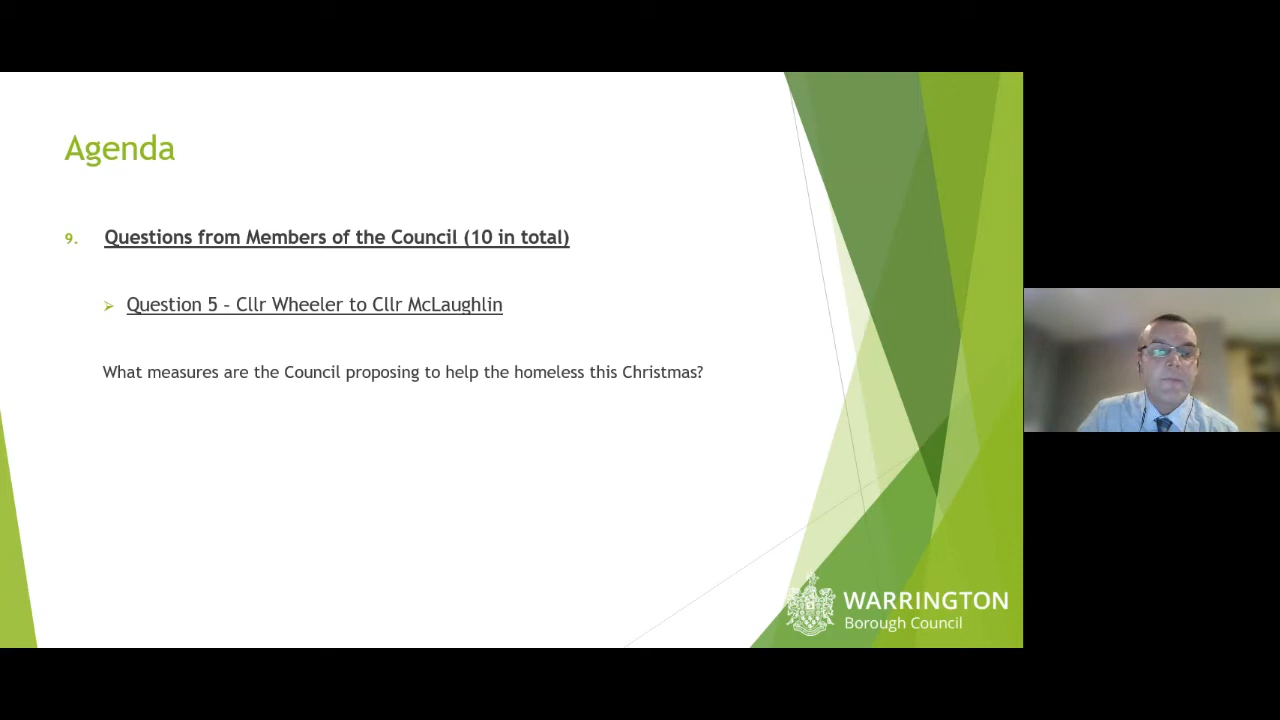 Agenda
9. Questions from Members of the Council (10 in total)
Question 5 - Cllr Wheeler to Cllr McLaughlin
What measures are the Council proposing to help the homeless this Christmas?
WARRINGTON
Borough Council